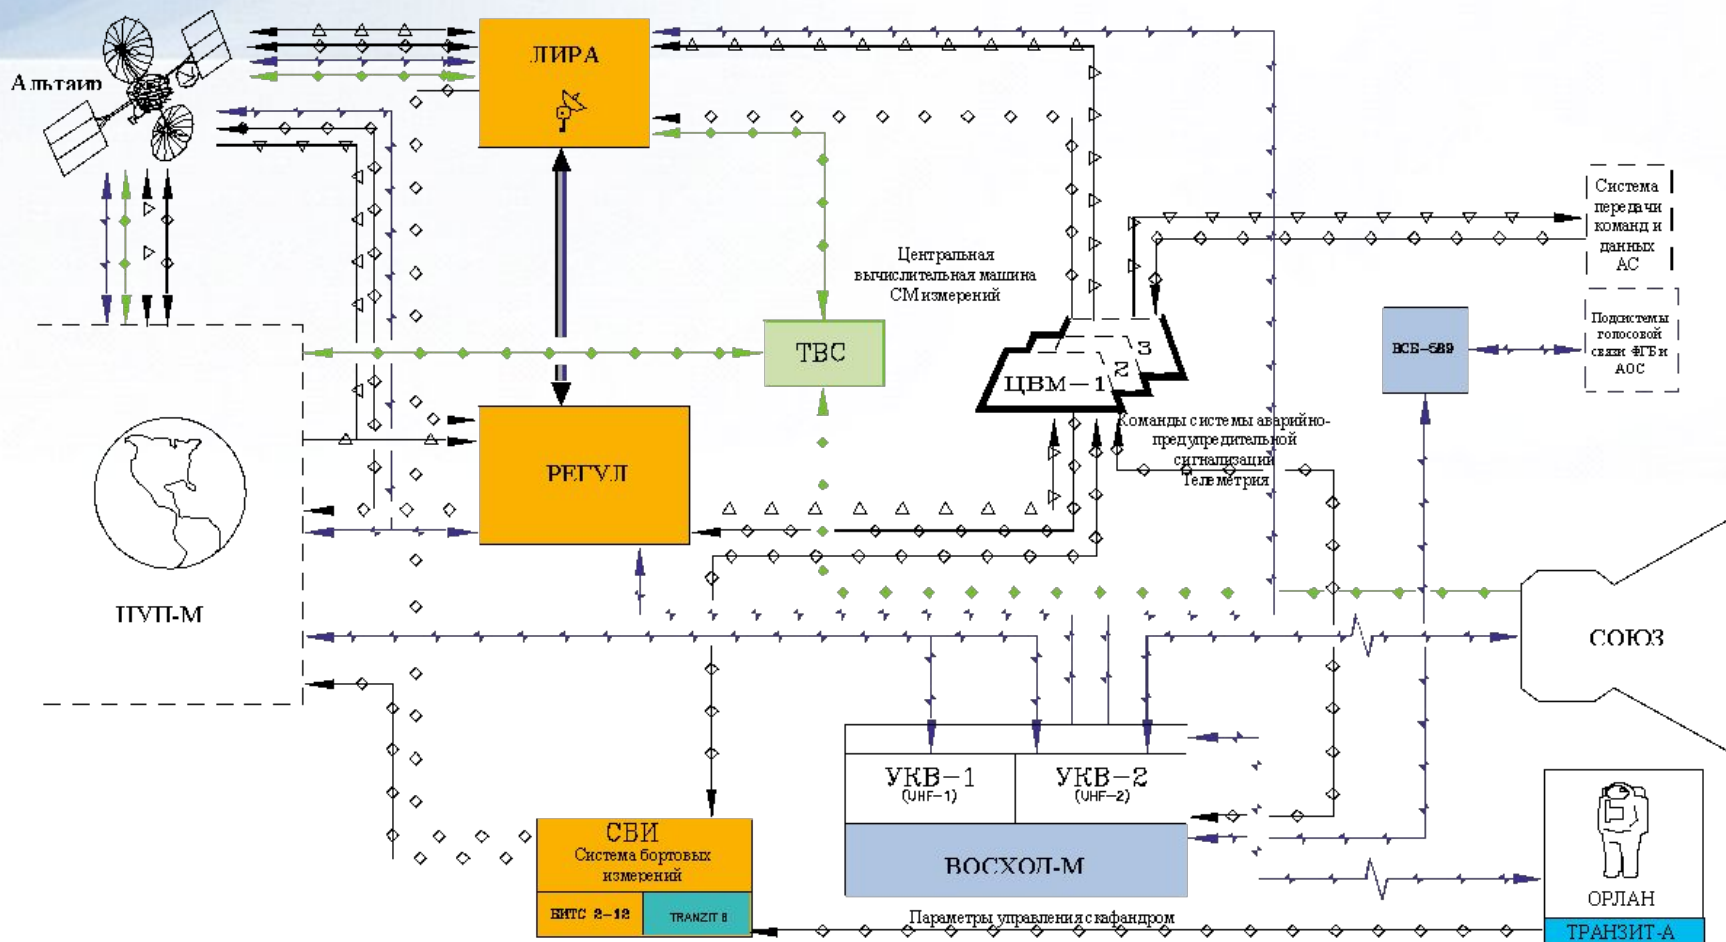 Альтаир
ЛИРА
Система
передачи
команд и
данных
АС
Центральная
вычислительная машина
СМ измерений
Подсистемы
голосовой
связи ФГБ и
АОС
ВСБ-589
ТВС
3
2
ЦВМ-1
Команды системы аварийно-
предупредительной
сигнализации
Телеметрия
РЕГУЛ
ЦУП-М
СОЮЗ
УКВ-1
(UHF-1)
УКВ-2
(UHF-2)
СБИ
Система бортовых
измерений
ВОСХОД-М
БИТС 2-12
TRANZIT B
Параметры управления скафандром
ОРЛАН
ТРАНЗИТ-А